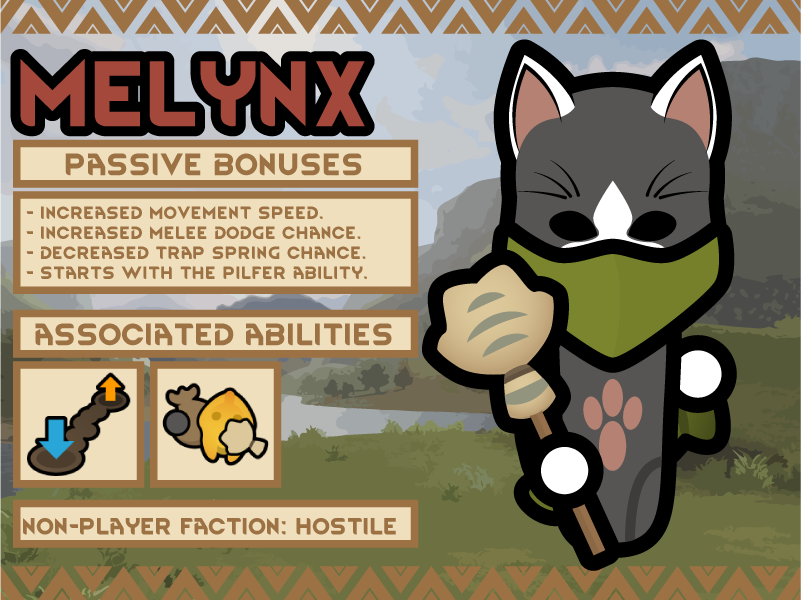 MELYNX
PASSIVE BONUSES
- INCREASED MOVEMENT SPEED.
- INCREASED MELEE DODGE CHANCE.
- DECREASED TRAP SPRING CHANCE.
- STARTS WITH THE PILFER ABILITY.
ASSOCIATED ABILITIES
NON-PLAYER FACTION: HOSTILE